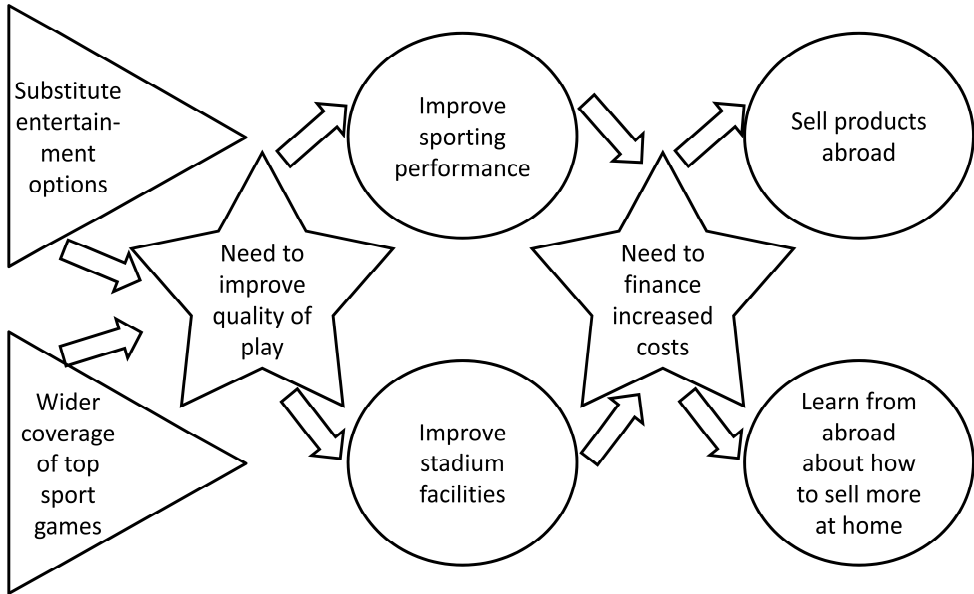 Substitute
entertain-
ment
options
Improve
sporting
performance
Sell products
abroad
Need to
improve
quality of
play
Need to
finance
increased
costs
Wider
coverage
of top
sport
games
Improve
stadium
facilities
Learn from
abroad
about how
to sell more
at home